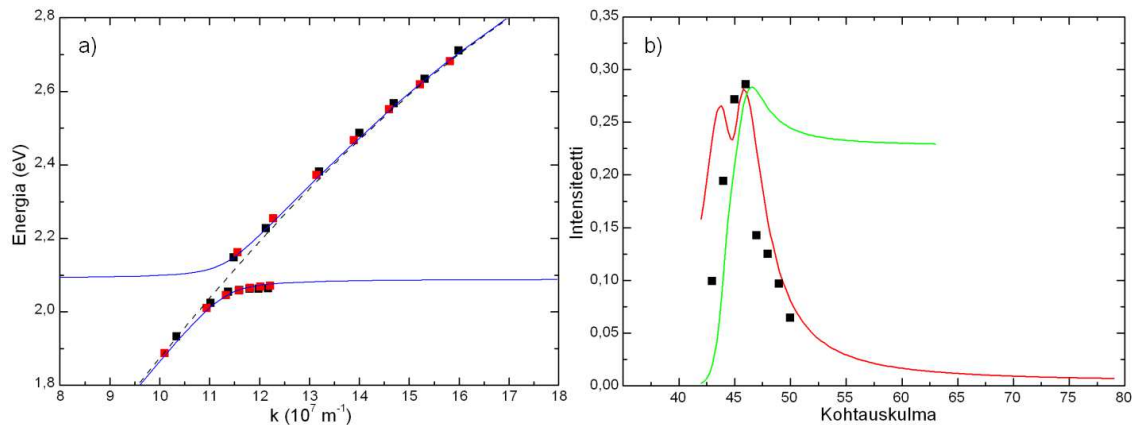 a)
2,8
2,6
2,4
2,2
2,0
1,8
Energia (eV)
8 9 10 11 12 13 14 15 16 17 18
k (10⁷ m⁻¹)
b)
0,35
0,30
0,25
0,20
0,15
0,10
0,05
0,00
Intensiteetti
40 45 50 55 60 65 70 75 80
Kohtauskulma